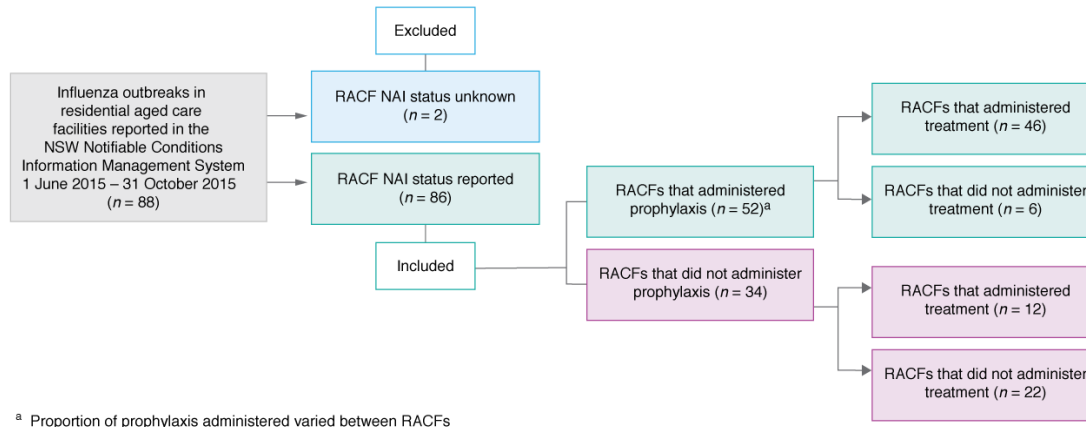 Excluded
Influenza outbreaks in
residential aged care
facilities reported in the
NSW Notifiable Conditions
Information Management System
1 June 2015 – 31 October 2015
(n = 88)
RACF NAI status unknown
(n = 2)
RACF NAI status reported
(n = 86)
Included
RACFs that administered
prophylaxis (n = 52)ᵃ
RACFs that did not administer
prophylaxis (n = 34)
RACFs that administered
treatment (n = 46)
RACFs that did not administer
treatment (n = 6)
RACFs that administered
treatment (n = 12)
RACFs that did not administer
treatment (n = 22)
ᵃ Proportion of prophylaxis administered varied between RACFs